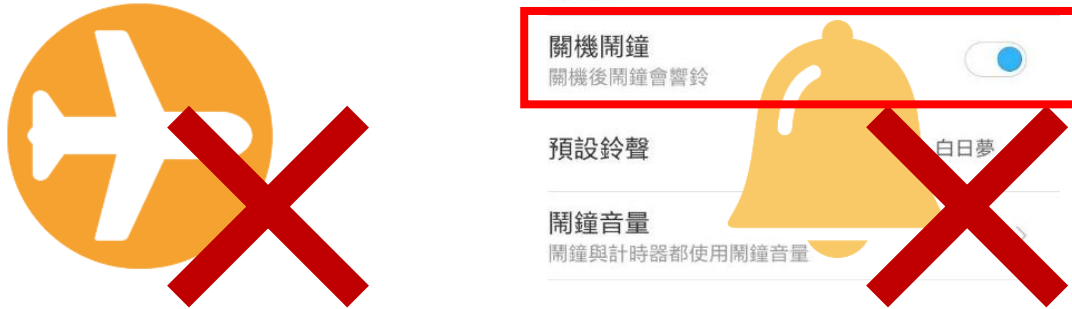 關機鬧鐘
關機後鬧鐘會響鈴
預設鈴聲 白日夢
鬧鐘音量
鬧鐘與計時器都使用鬧鐘音量